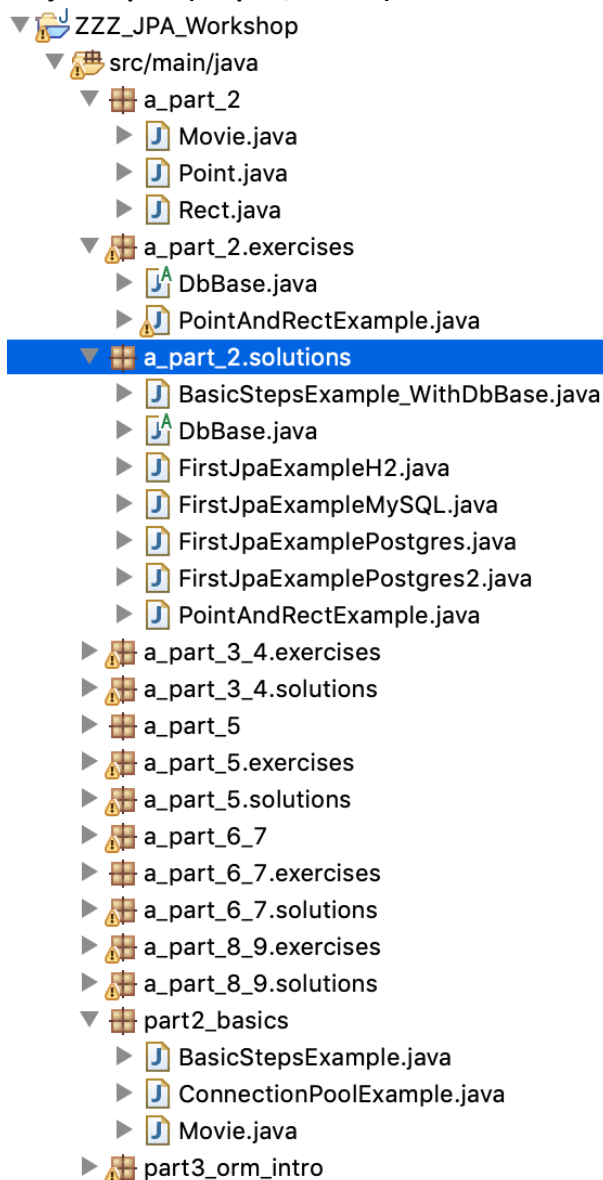 ZZZ_JPA_Workshop
src/main/java
a_part_2
Movie.java
Point.java
Rect.java
a_part_2.exercises
DbBase.java
PointAndRectExample.java
a_part_2.solutions
BasicStepsExample_WithDbBase.java
DbBase.java
FirstJpaExampleH2.java
FirstJpaExampleMySQL.java
FirstJpaExamplePostgres.java
FirstJpaExamplePostgres2.java
PointAndRectExample.java
a_part_3_4.exercises
a_part_3_4.solutions
a_part_5
a_part_5.exercises
a_part_5.solutions
a_part_6_7
a_part_6_7.exercises
a_part_6_7.solutions
a_part_8_9.exercises
a_part_8_9.solutions
part2_basics
BasicStepsExample.java
ConnectionPoolExample.java
Movie.java
part3_orm_intro